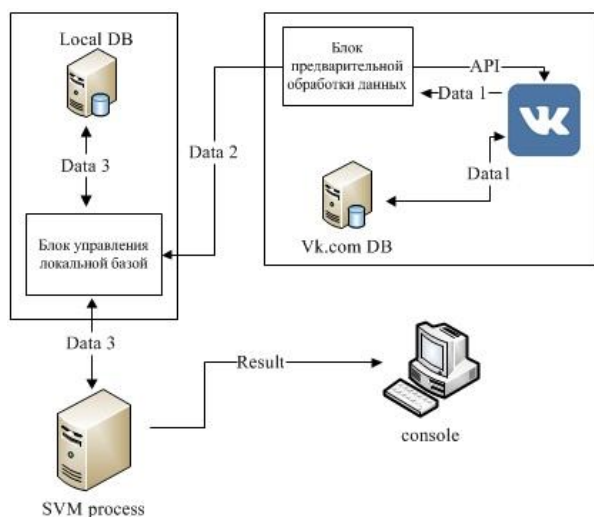 Local DB
Data 3
Блок управления
локальной базой
Data 3
SVM process
Data 2
Блок
предварительной
обработки данных
API
Data 1
Data1
Vk.com DB
Result
console